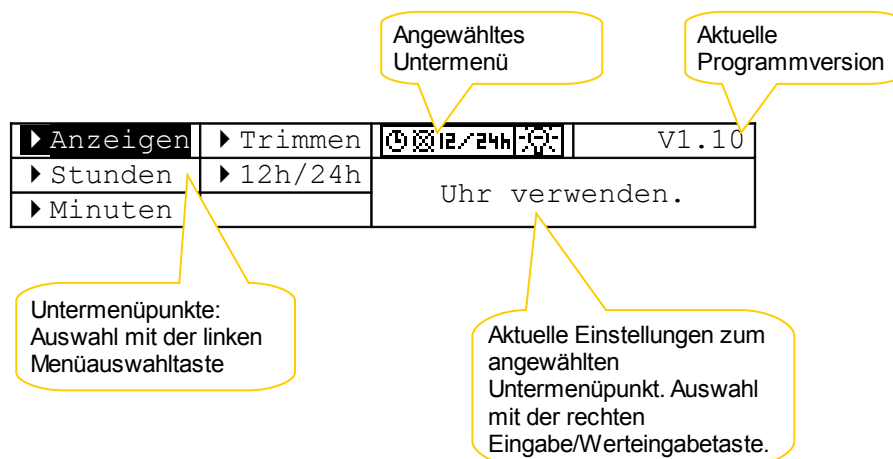 Angewähltes
Untermenü
Aktuelle
Programmversion
Anzeigen Trimmen 12/24h V1.10
Stunden 12h/24h
Uhr verwenden.
Minuten
Untermenüpunkte:
Auswahl mit der linken
Menüauswahltaste
Aktuelle Einstellungen zum
angewählten
Untermenüpunkt. Auswahl
mit der rechten
Eingabe/Werteingabetaste.